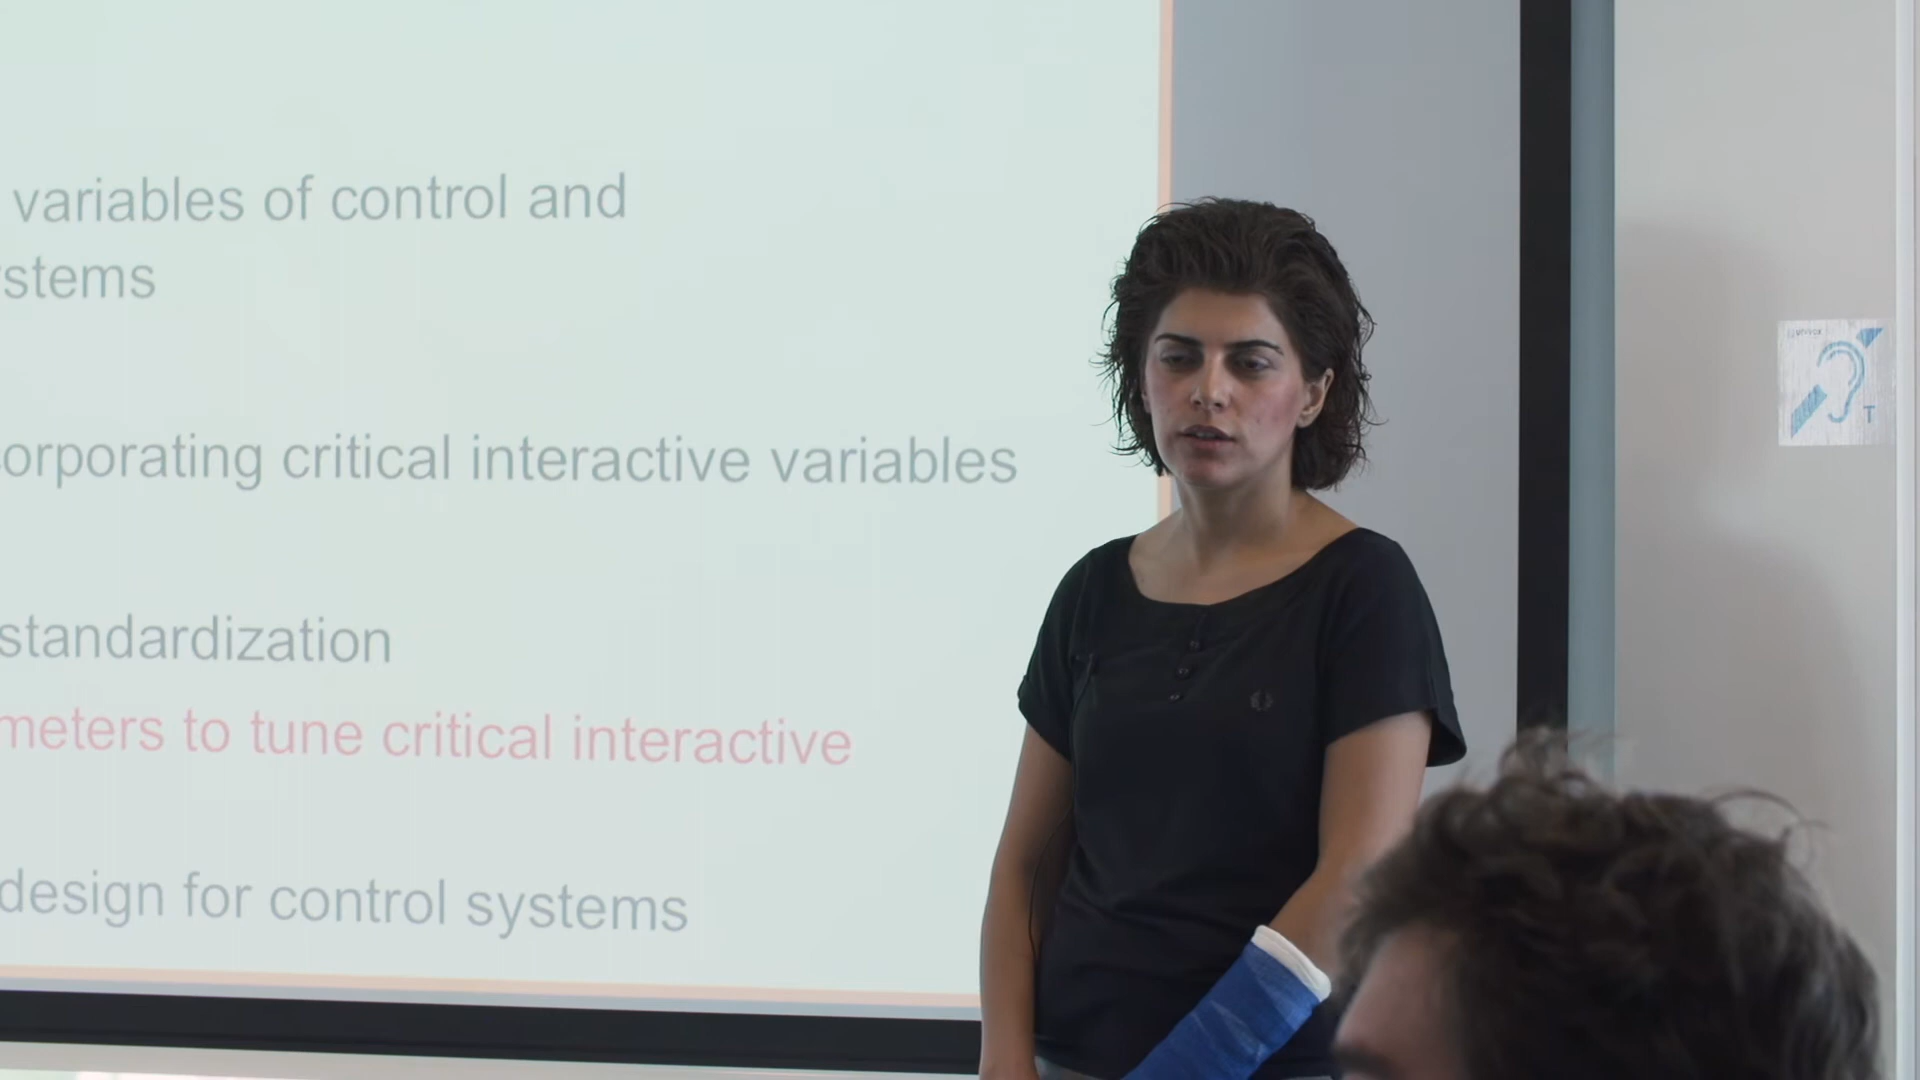 variables of control and
stems
orporating critical interactive variables
standardization
meters to tune critical interactive
design for control systems
T